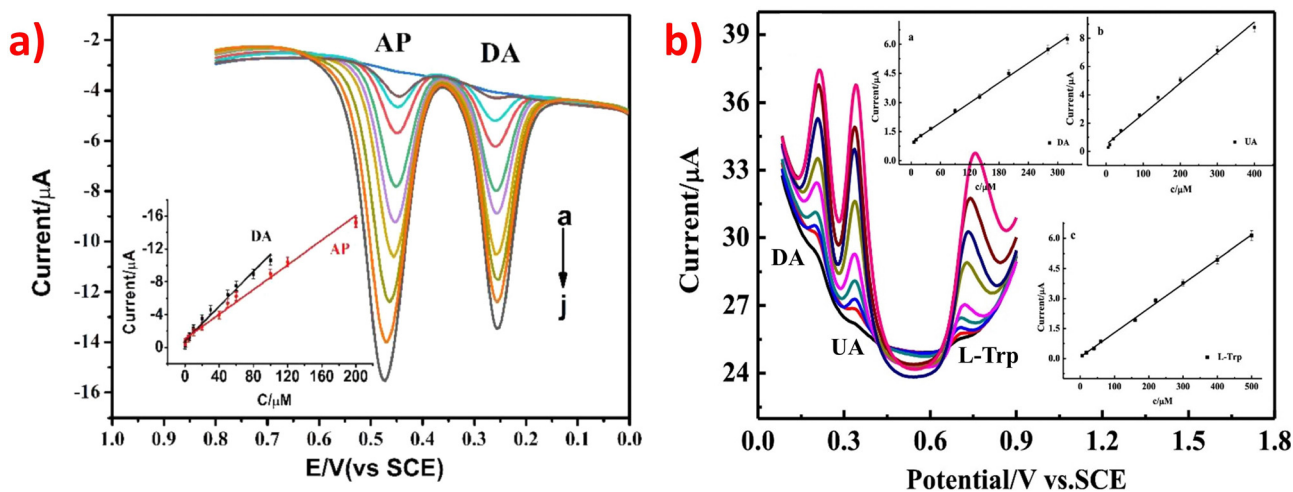 a)
AP
DA
-2
-4
-6
-8
-10
-12
-14
-16
Current/μA
a
j
1.0 0.9 0.8 0.7 0.6 0.5 0.4 0.3 0.2 0.1 0.0
E/V(vs SCE)
-16
-12
-8
-4
0
Current/μA
DA
AP
0 40 80 120 160 200
C/μM
b)
39
36
33
30
27
24
Current/μA
DA
UA
L-Trp
0.0 0.3 0.6 0.9 1.2 1.5 1.8
Potential/V vs.SCE
a
6.0
4.5
3.0
1.5
0.0
Current/μA
DA
0 60 120 180 240 300
c/μM
b
8
6
4
2
0
Current/μA
UA
0 100 200 300 400
c/μM
c
6.0
4.5
3.0
1.5
0.0
Current/μA
L-Trp
0 100 200 300 400 500
c/μM